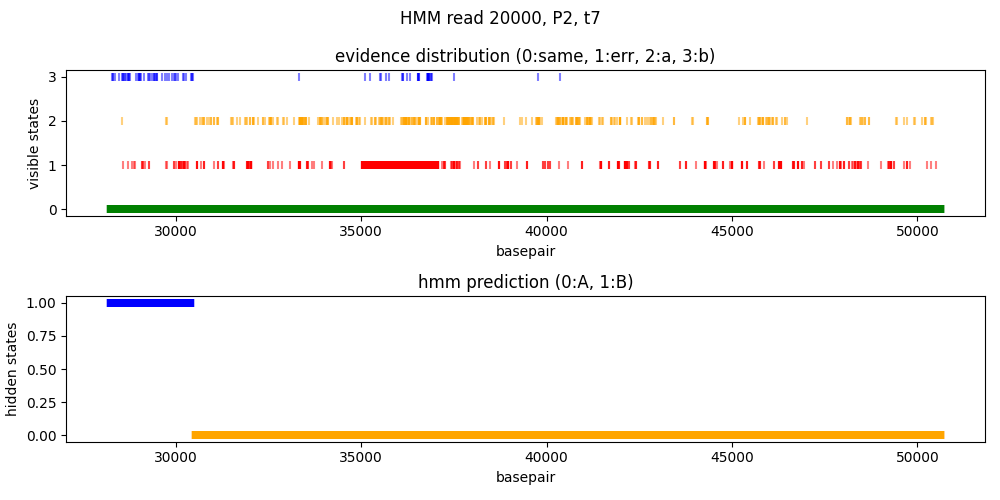 HMM read 20000, P2, t7
evidence distribution (0:same, 1:err, 2:a, 3:b)
visible states
3
2
1
0
30000 35000 40000 45000 50000
basepair
hmm prediction (0:A, 1:B)
hidden states
1.00
0.75
0.50
0.25
0.00
30000 35000 40000 45000 50000
basepair